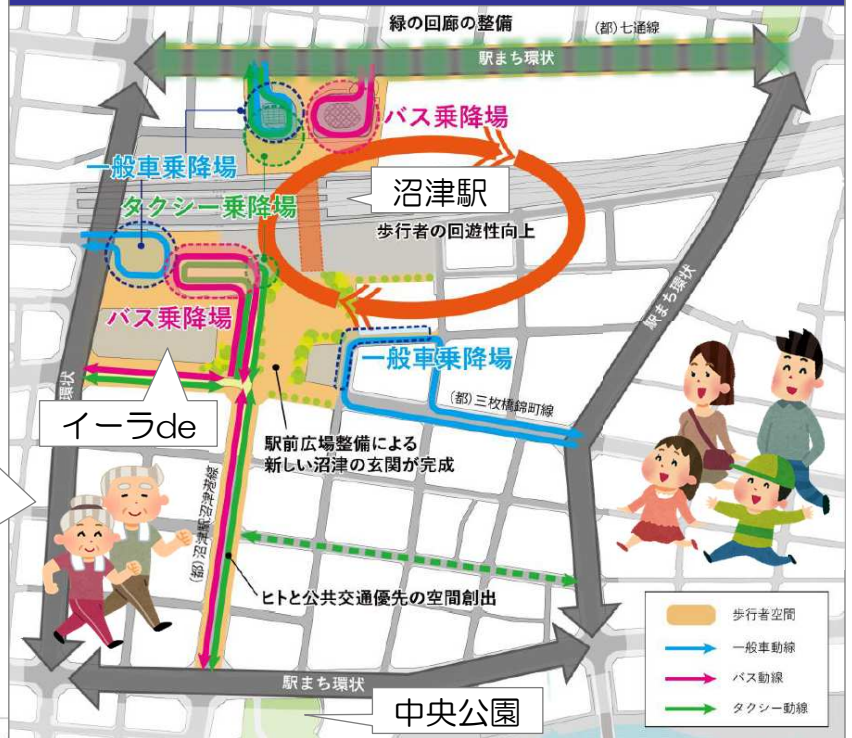 緑の回廊の整備
(都)七通線
駅まち環状
バス乗降場
一般車乗降場
タクシー乗降場
沼津駅
歩行者の回遊性向上
バス乗降場
一般車乗降場
駅まち環状
(都)三枚橋錦町線
環状
イーラde
駅前広場整備による
新しい沼津の玄関が完成
(都)沼津駅沼津港線
ヒトと公共交通優先の空間創出
駅まち環状
中央公園
歩行者空間
一般車動線
バス動線
タクシー動線